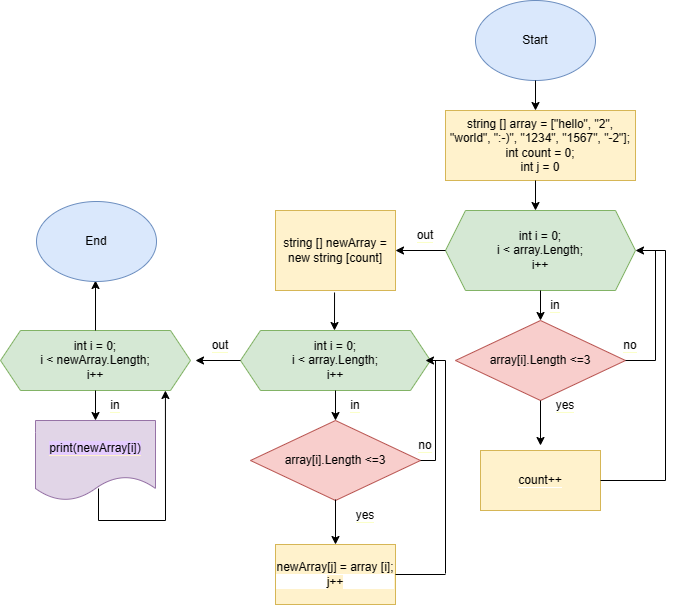 Start
string [] array = ["hello", "2",
"world", ":-)", "1234", "1567", "-2"];
int count = 0;
int j = 0
int i = 0;
i < array.Length;
i++
out
in
array[i].Length <=3
no
yes
count++
string [] newArray =
new string [count]
int i = 0;
i < array.Length;
i++
out
in
array[i].Length <=3
no
yes
newArray[j] = array [i];
j++
int i = 0;
i < newArray.Length;
i++
in
print(newArray[i])
End